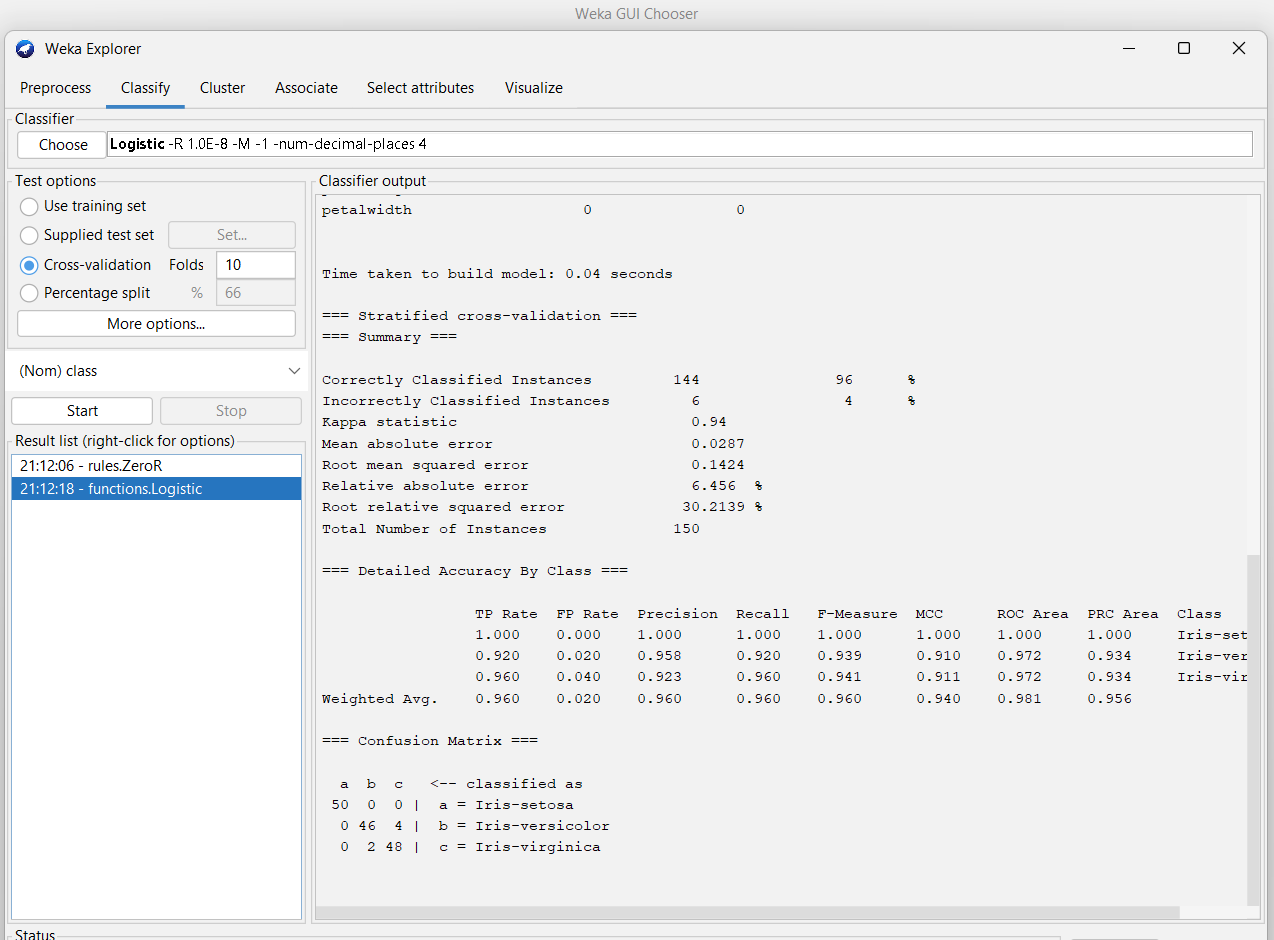 Weka GUI Chooser
Weka Explorer
Preprocess Classify Cluster Associate Select attributes Visualize
Classifier
Choose Logistic -R 1.0E-8 -M -1 -num-decimal-places 4
Test options
Use training set
Supplied test set Set...
Cross-validation Folds 10
Percentage split % 66
More options...
(Nom) class
Start Stop
Result list (right-click for options)
21:12:06 - rules.ZeroR
21:12:18 - functions.Logistic
Classifier output
petalwidth 0 0
Time taken to build model: 0.04 seconds
=== Stratified cross-validation ===
=== Summary ===
Correctly Classified Instances 144 96 %
Incorrectly Classified Instances 6 4 %
Kappa statistic 0.94
Mean absolute error 0.0287
Root mean squared error 0.1424
Relative absolute error 6.456 %
Root relative squared error 30.2139 %
Total Number of Instances 150
=== Detailed Accuracy By Class ===
TP Rate FP Rate Precision Recall F-Measure MCC ROC Area PRC Area Class
1.000 0.000 1.000 1.000 1.000 1.000 1.000 1.000 Iris-set
0.920 0.020 0.958 0.920 0.939 0.910 0.972 0.934 Iris-ver
0.960 0.040 0.923 0.960 0.941 0.911 0.972 0.934 Iris-vir
Weighted Avg. 0.960 0.020 0.960 0.960 0.960 0.940 0.981 0.956
=== Confusion Matrix ===
a b c <-- classified as
50 0 0 | a = Iris-setosa
0 46 4 | b = Iris-versicolor
0 2 48 | c = Iris-virginica
Status